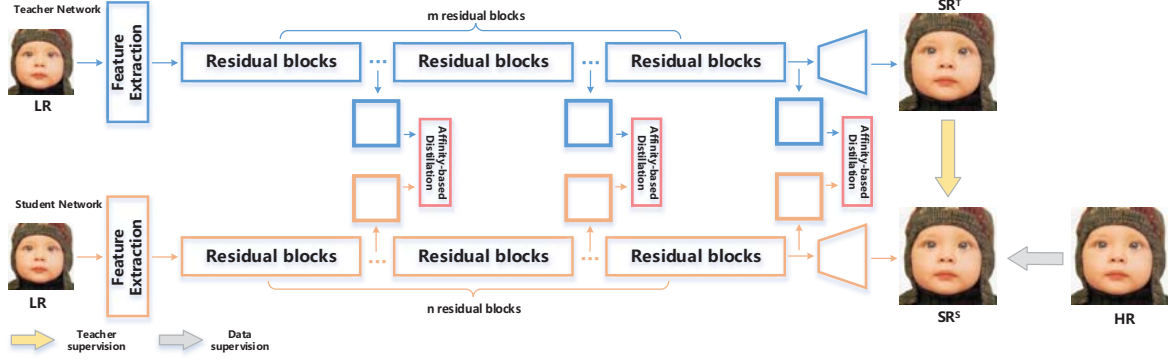 Teacher Network
LR
Feature
Extraction
m residual blocks
Residual blocks
...
Residual blocks
...
Residual blocks
SRᵀ
Affinity-based
Distillation
Affinity-based
Distillation
Affinity-based
Distillation
Student Network
LR
Feature
Extraction
Residual blocks
...
Residual blocks
...
Residual blocks
n residual blocks
SRˢ
HR
Teacher
supervision
Data
supervision